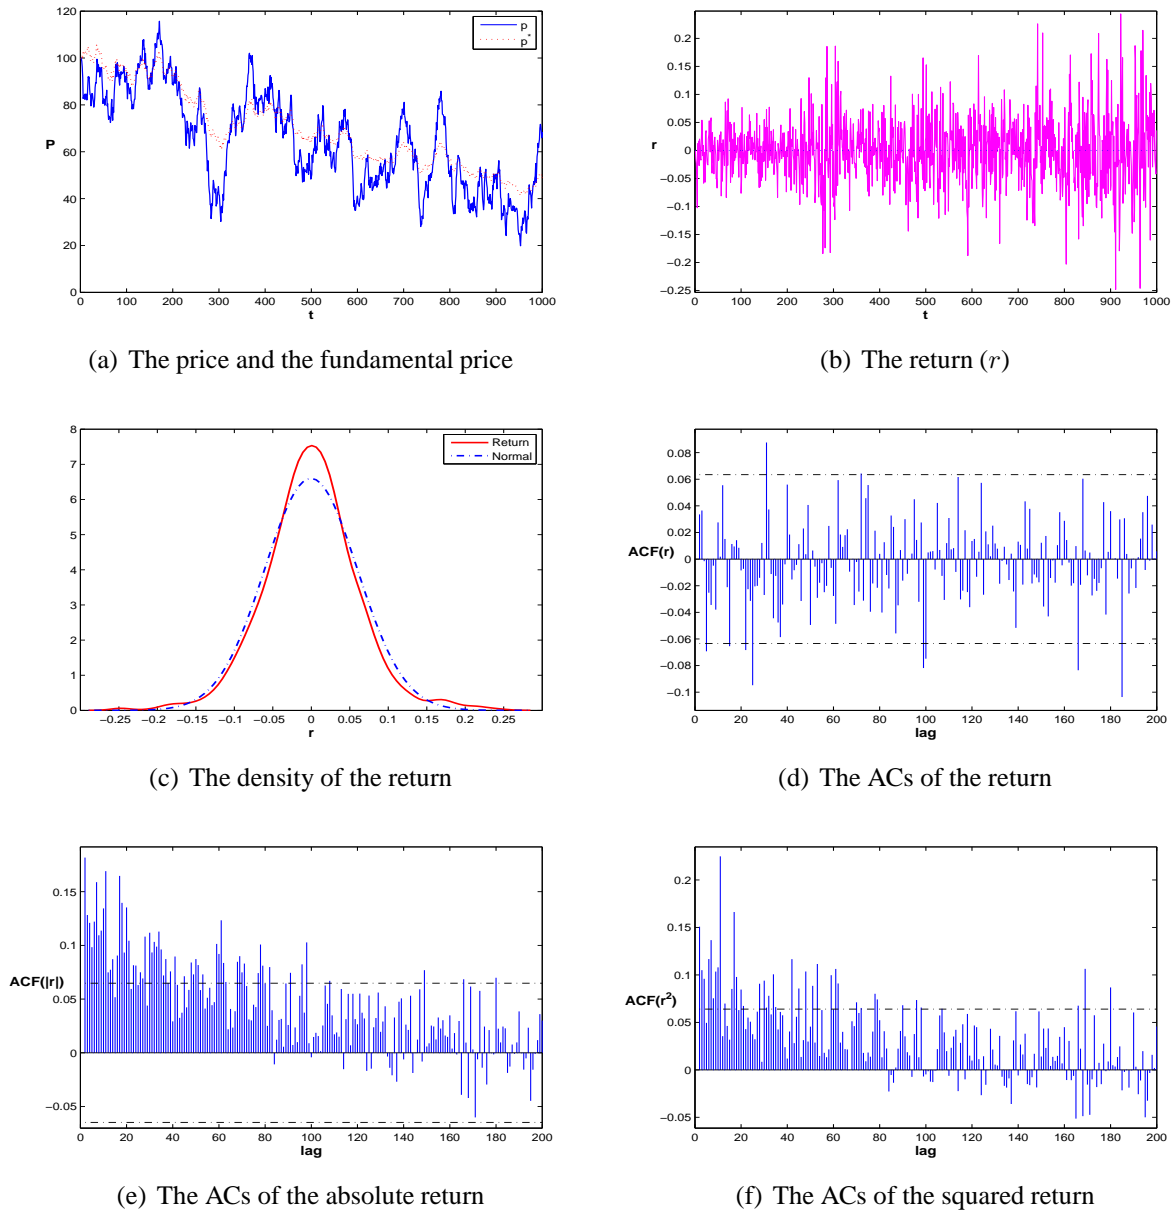 120
100
80
60
40
20
0
P
0 100 200 300 400 500 600 700 800 900 1000
t
p
p*
(a) The price and the fundamental price
0.2
0.15
0.1
0.05
0
−0.05
−0.1
−0.15
−0.2
−0.25
r
0 100 200 300 400 500 600 700 800 900 1000
t
(b) The return (r)
8
7
6
5
4
3
2
1
0
−0.25 −0.2 −0.15 −0.1 −0.05 0 0.05 0.1 0.15 0.2 0.25
r
Return
Normal
(c) The density of the return
0.08
0.06
0.04
0.02
ACF(r)
0
−0.02
−0.04
−0.06
−0.08
−0.1
0 20 40 60 80 100 120 140 160 180 200
lag
(d) The ACs of the return
0.15
0.1
ACF(|r|)
0.05
0
−0.05
0 20 40 60 80 100 120 140 160 180 200
lag
(e) The ACs of the absolute return
0.2
0.15
0.1
ACF(r²)
0.05
0
−0.05
0 20 40 60 80 100 120 140 160 180 200
lag
(f) The ACs of the squared return